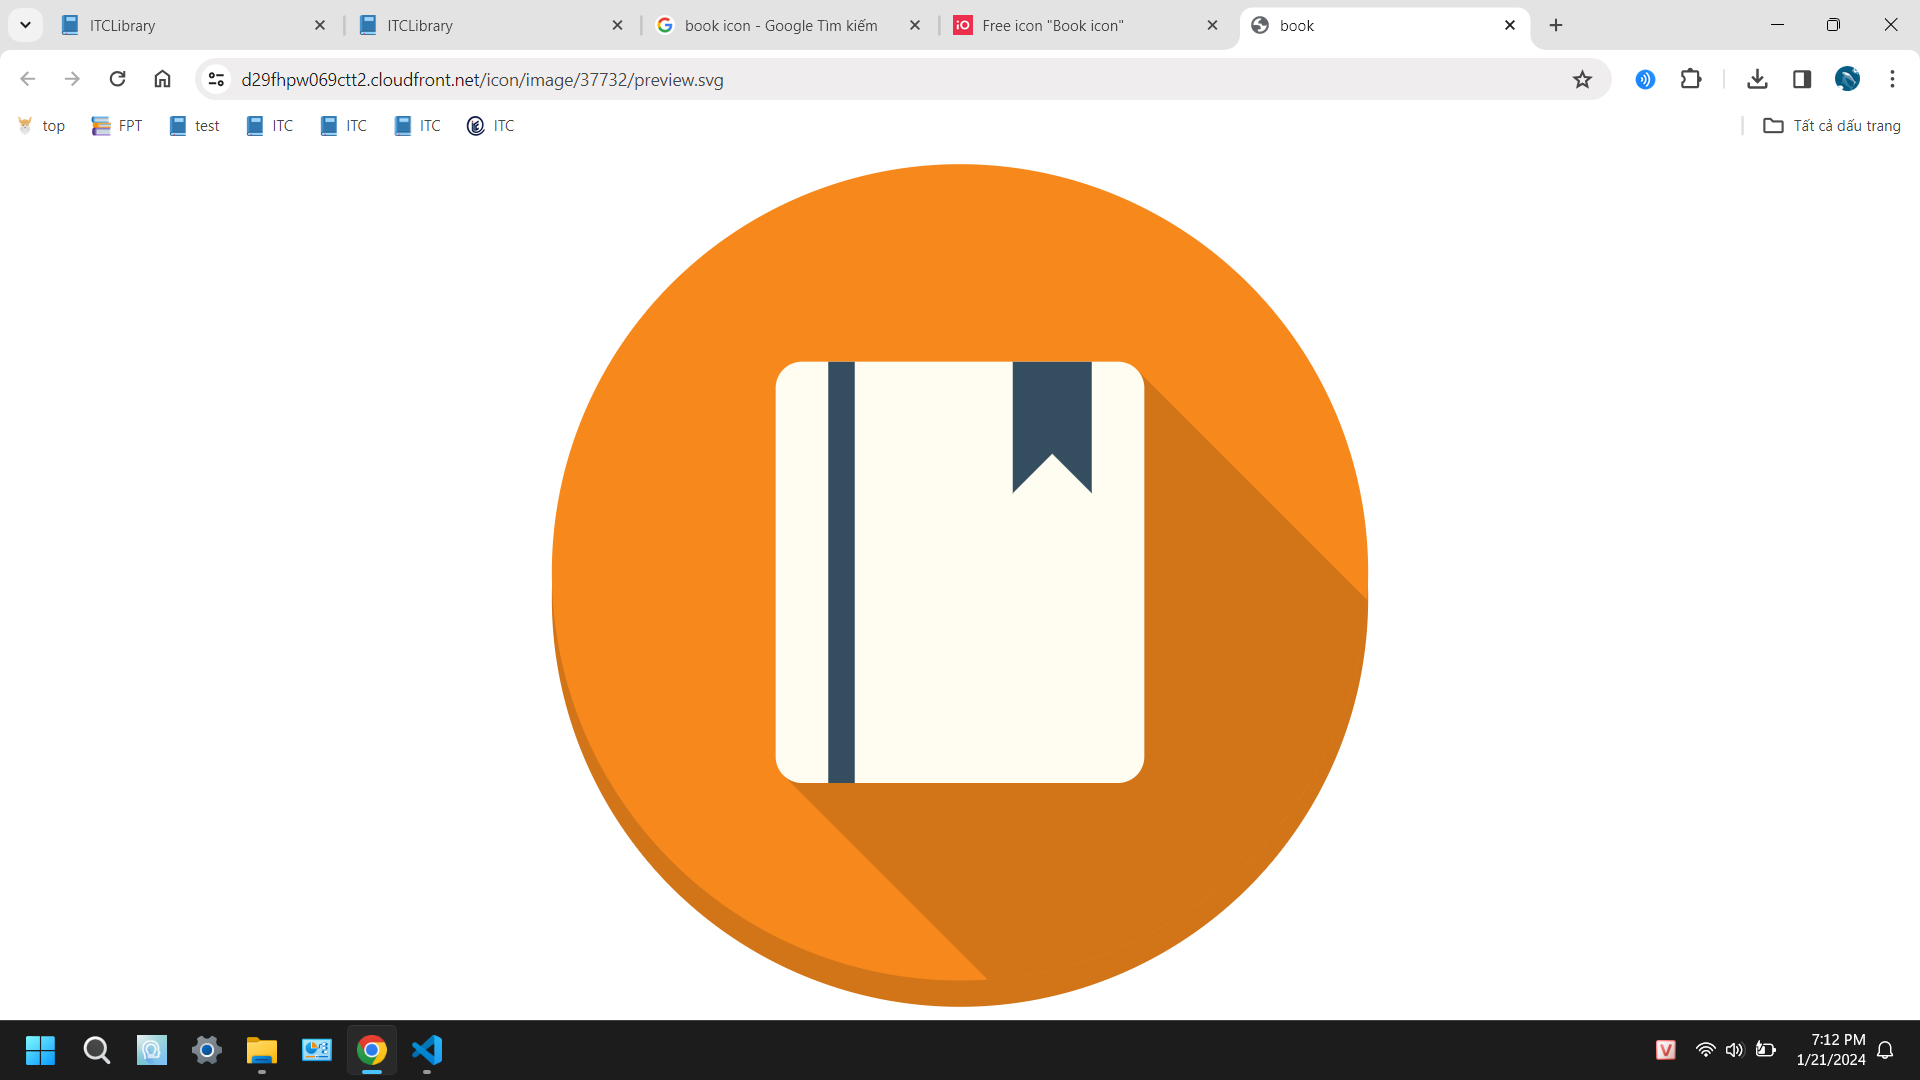 ITCLibrary
ITCLibrary
book icon - Google Tìm kiếm
Free icon "Book icon"
book
d29fhpw069ctt2.cloudfront.net/icon/image/37732/preview.svg
top
FPT
test
ITC
ITC
ITC
ITC
Tất cả dấu trang
7:12 PM
1/21/2024